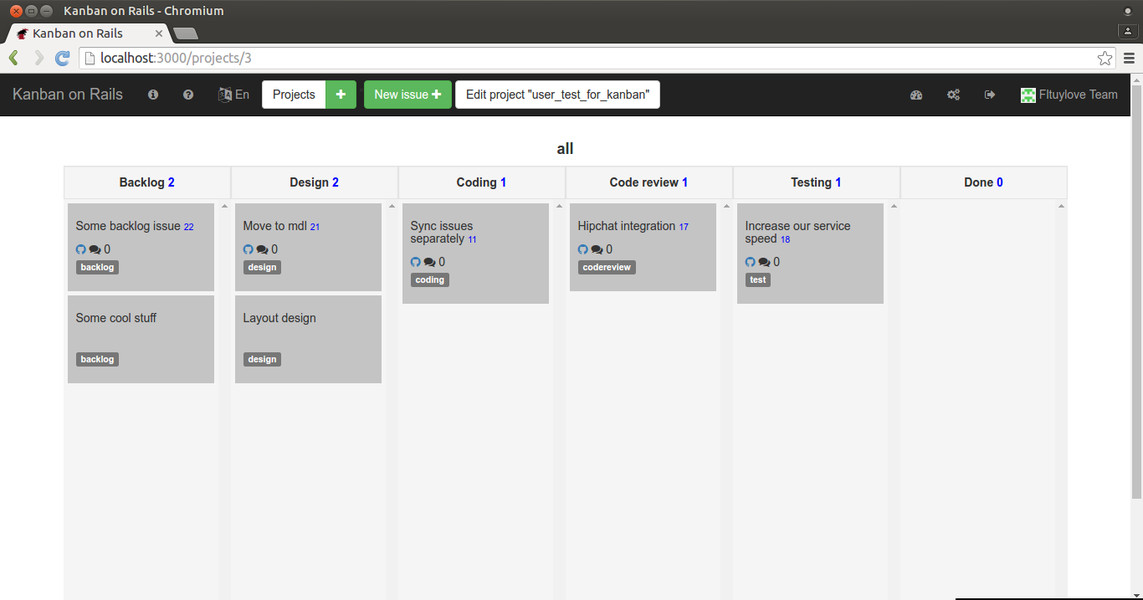 Kanban on Rails - Chromium
Kanban on Rails
localhost:3000/projects/3
Kanban on Rails En Projects New issue Edit project "user_test_for_kanban" Fltuylove Team
all
Backlog 2 Design 2 Coding 1 Code review 1 Testing 1 Done 0
Some backlog issue 22
0
backlog
Some cool stuff
backlog
Move to mdl 21
0
design
Layout design
design
Sync issues
separately 11
0
coding
Hipchat integration 17
0
codereview
Increase our service
speed 18
0
test